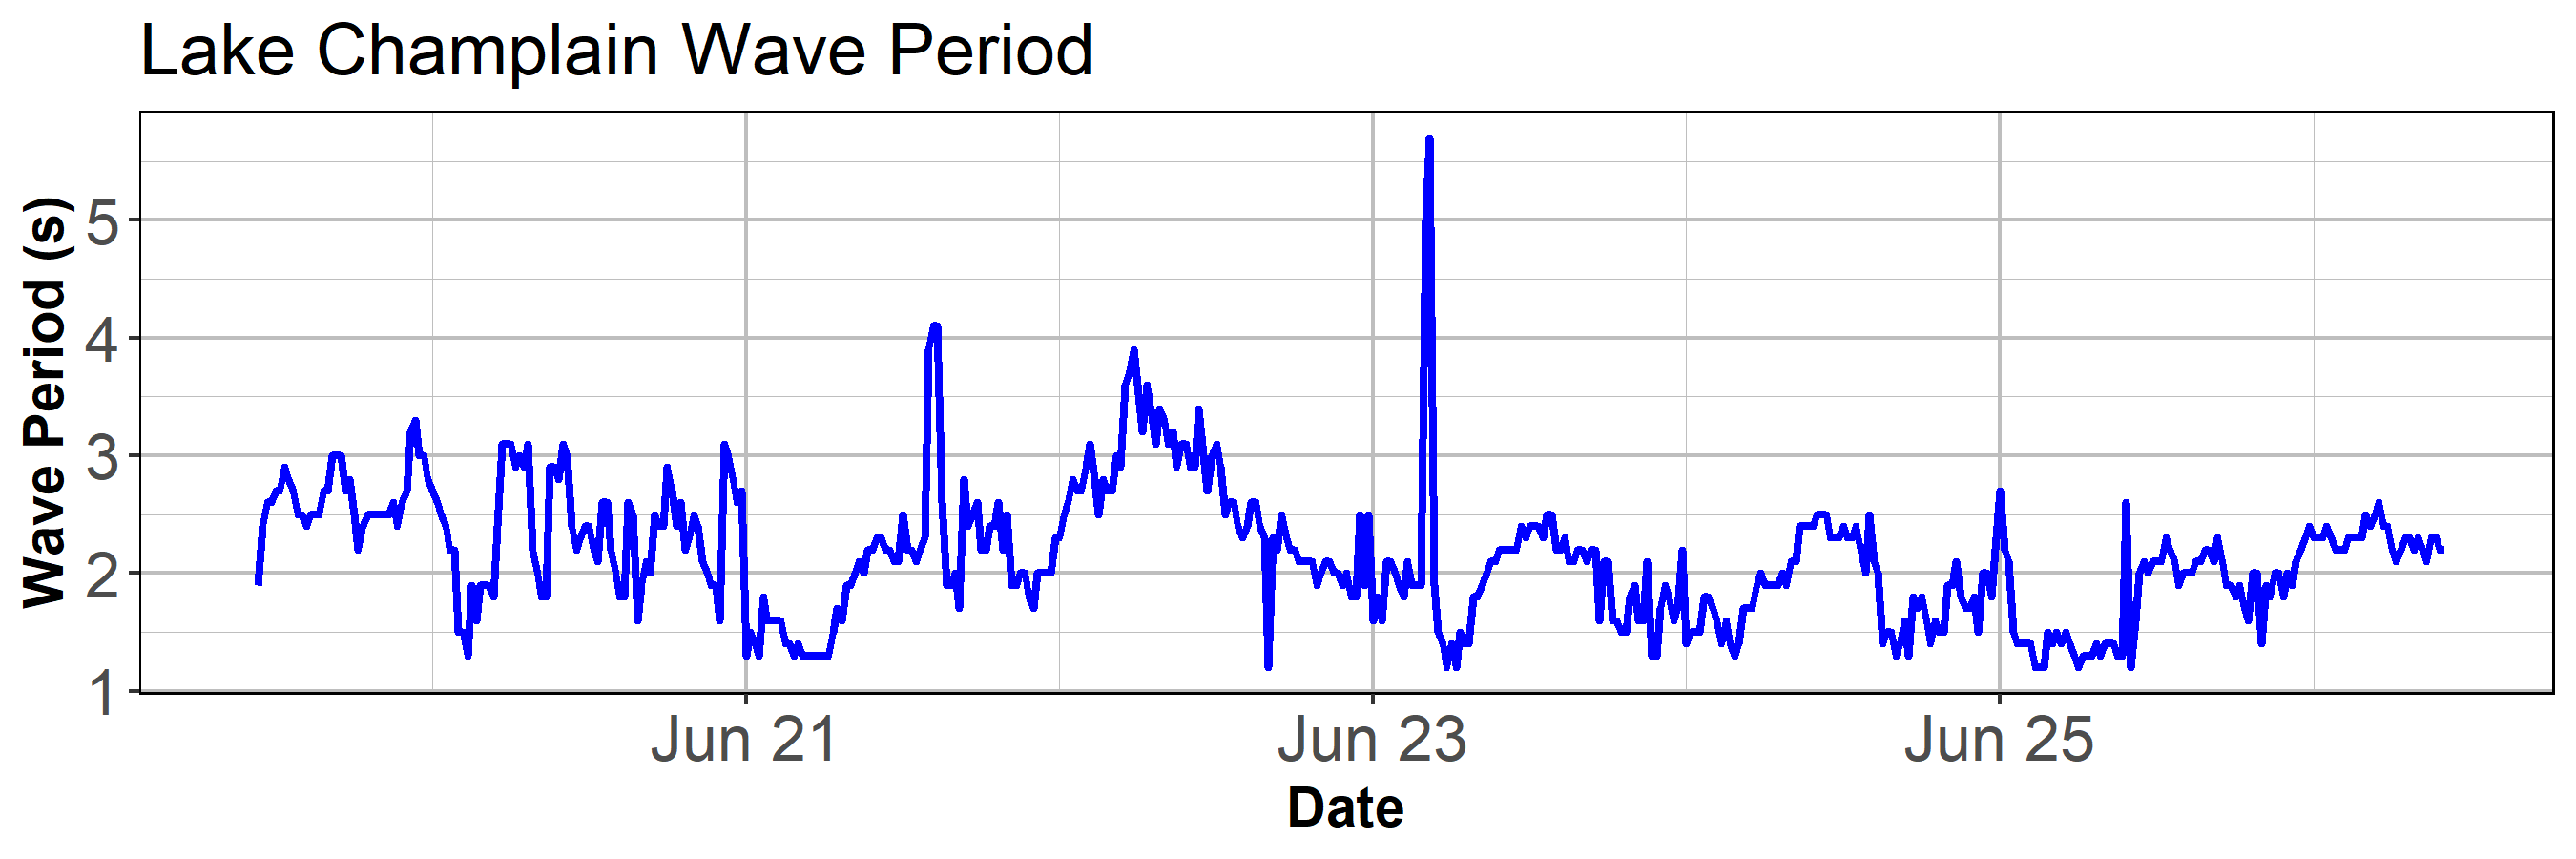 Lake Champlain Wave Period
Wave Period (s)
5
4
3
2
1
Jun 21
Jun 23
Jun 25
Date